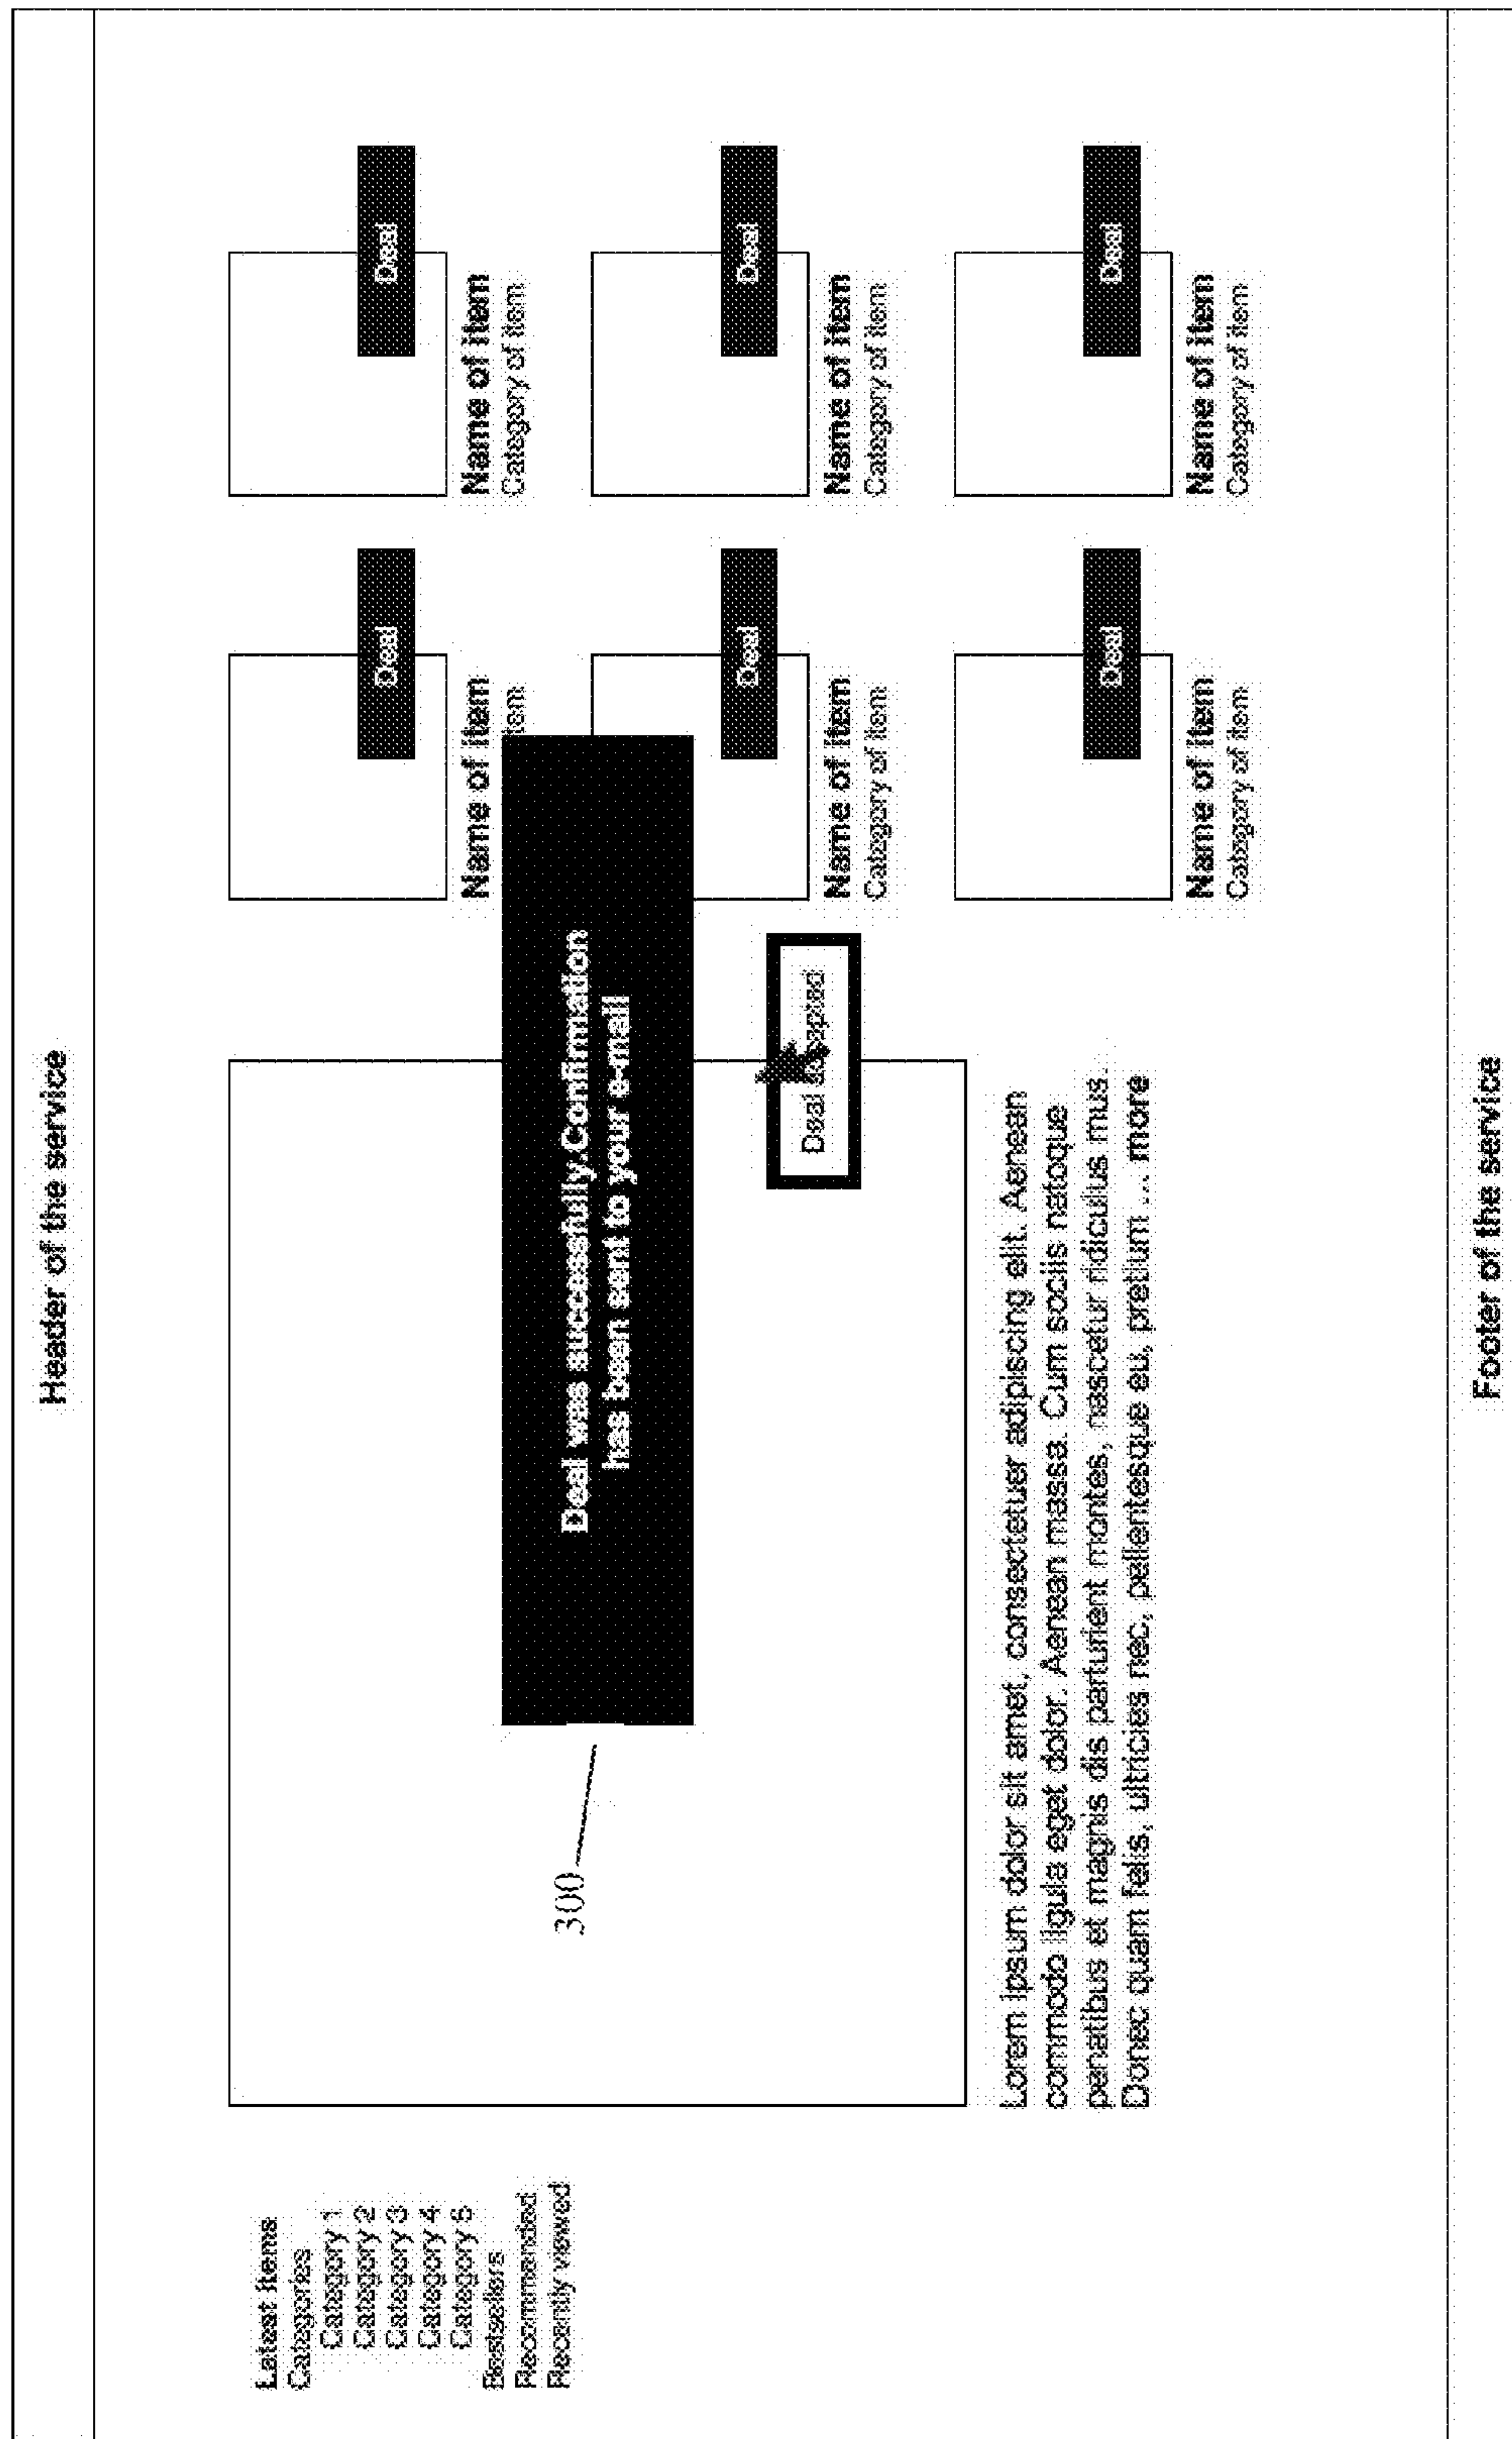 Header of the service
Latest items
Categories
Category 1
Category 2
Category 3
Category 4
Category 5
Bestsellers
Recommended
Recently viewed
300
Deal was successfully.Confirmation
has been sent to your e-mail
Deal accepted
Lorem ipsum dolor sit amet, consectetuer adipiscing elit. Aenean
commodo ligula eget dolor. Aenean massa. Cum sociis natoque
penatibus et magnis dis parturient montes, nascetur ridiculus mus.
Donec quam felis, ultricies nec, pellentesque eu, pretium ... more
Deal
Name of item
item
Deal
Name of item
Category of item
Deal
Name of item
Category of item
Deal
Name of item
Category of item
Deal
Name of item
Category of item
Deal
Name of item
Category of item
Footer of the service